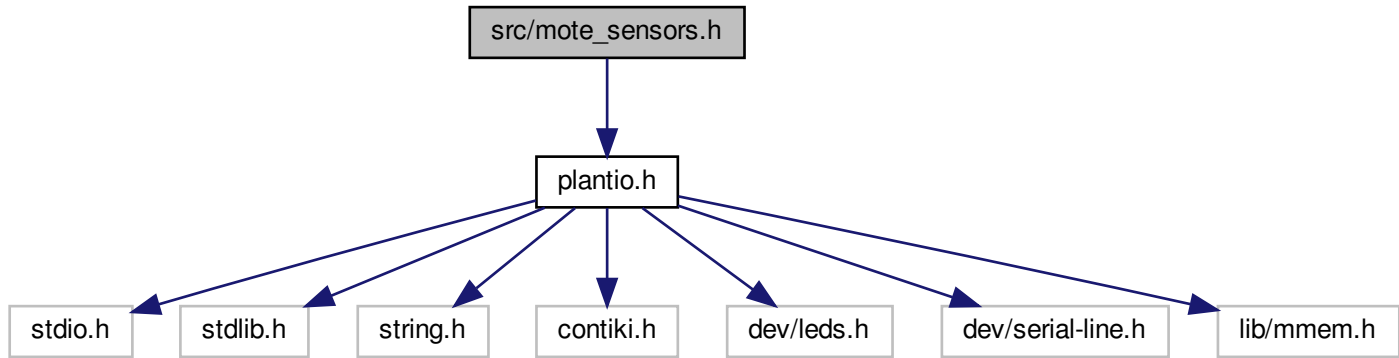 src/mote_sensors.h
plantio.h
stdio.h
stdlib.h
string.h
contiki.h
dev/leds.h
dev/serial-line.h
lib/mmem.h